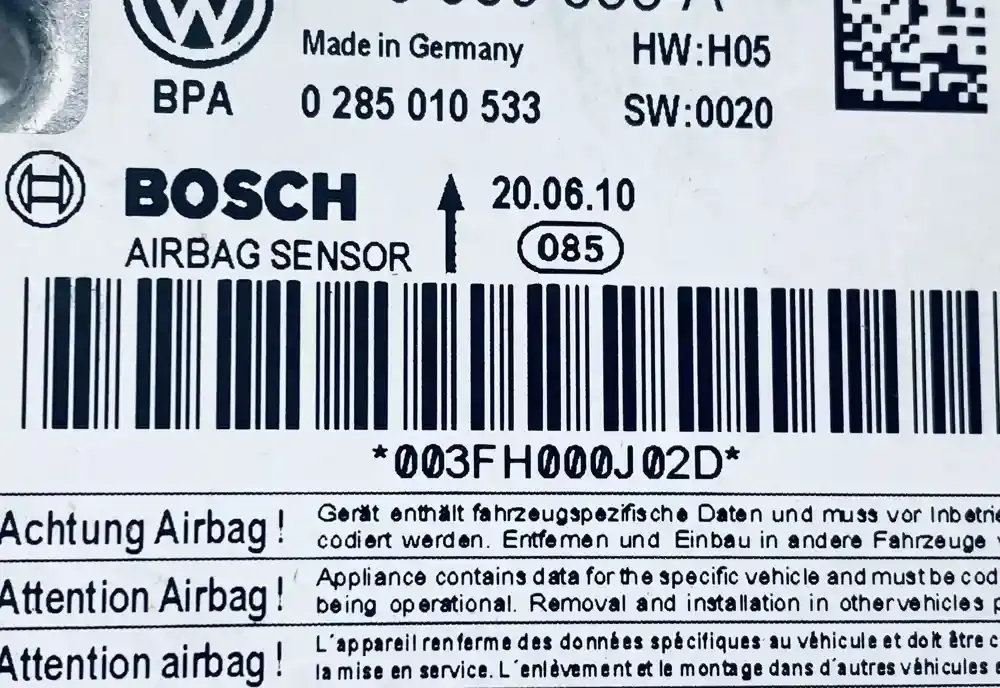 Made in Germany HW:H05
BPA 0 285 010 533 SW:0020
BOSCH 20.06.10
AIRBAG SENSOR 085
*003FH000J02D*
Achtung Airbag! Gerät enthält fahrzeugspezifische Daten und muss vor
codiert werden. Entfernen und Einbau in andere Fahrzeuge
Attention Airbag! Appliance contains data for the specific vehicle and must be
being operational. Removal and installation in other vehicles
Attention airbag! L'appareil renferme des données spécifiques au véhicule et doit être
la mise en service. L'enlèvement et le montage dans d'autres véhicules